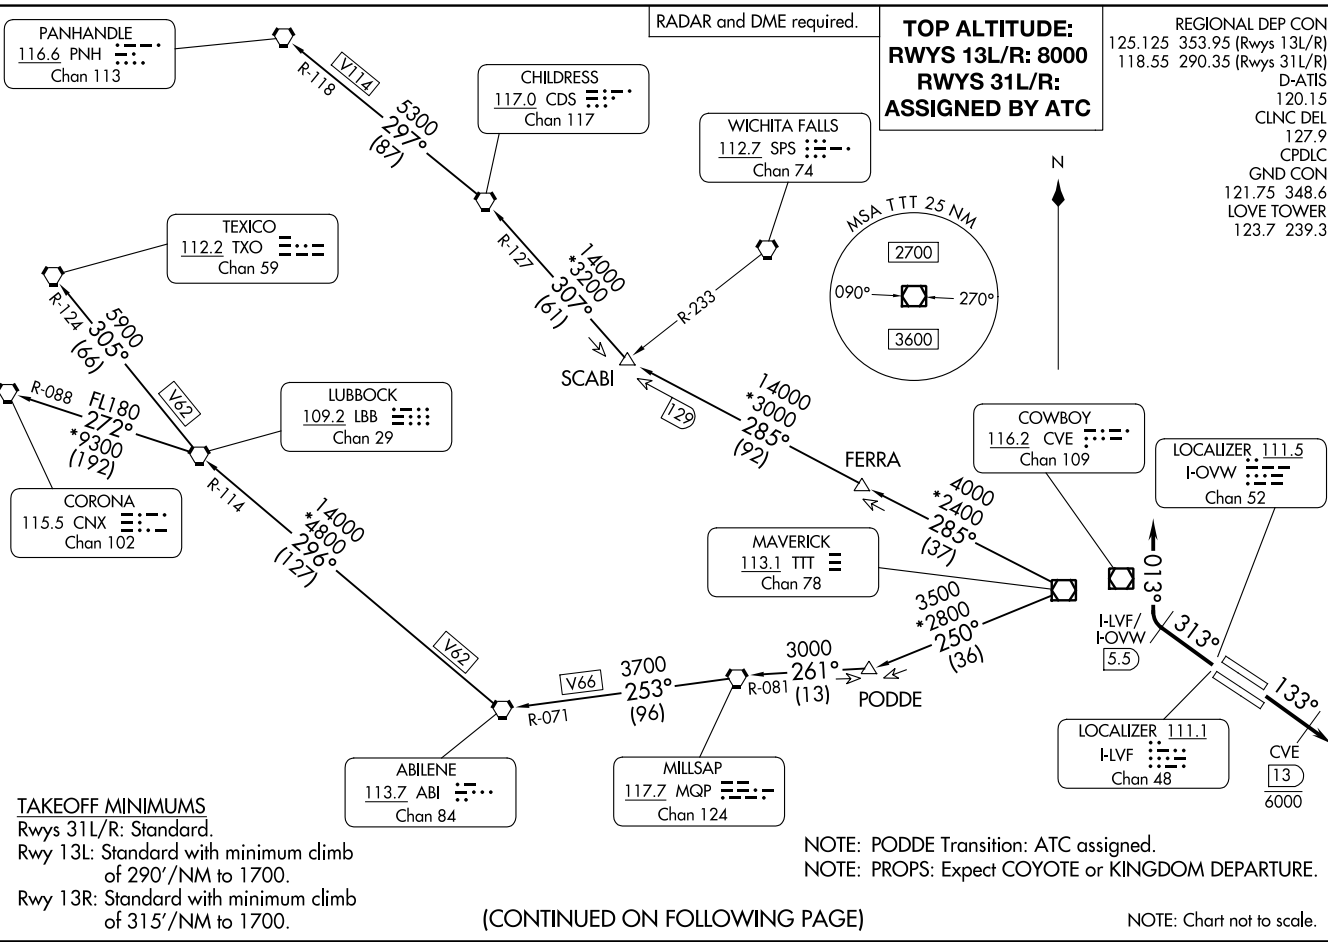 PANHANDLE
116.6 PNH
Chan 113
RADAR and DME required.
TOP ALTITUDE:
RWYS 13L/R: 8000
RWYS 31L/R:
ASSIGNED BY ATC
REGIONAL DEP CON
125.125 353.95 (Rwys 13L/R)
118.55 290.35 (Rwys 31L/R)
D-ATIS
120.15
CLNC DEL
127.9
CPDLC
GND CON
121.75 348.6
LOVE TOWER
123.7 239.3
V114
R-118
5300
297°
(87)
CHILDRESS
117.0 CDS
Chan 117
WICHITA FALLS
112.7 SPS
Chan 74
N
MSA TTT 25 NM
2700
090°
270°
3600
TEXICO
112.2 TXO
Chan 59
R-127
14000
*3200
307°
(61)
R-233
SCABI
R-124
5900
305°
(66)
V62
R-088
FL180
272°
*9300
(192)
LUBBOCK
109.2 LBB
Chan 29
129
14000
*3000
285°
(92)
FERRA
COWBOY
116.2 CVE
Chan 109
LOCALIZER 111.5
I-OVW
Chan 52
CORONA
115.5 CNX
Chan 102
R-114
14000
*4800
296°
(127)
4000
*2400
285°
(37)
MAVERICK
113.1 TTT
Chan 78
013°
I-LVF/
I-OVW
5.5
313°
133°
3500
*2800
250°
(36)
V62
V66
3700
253°
(96)
R-071
R-081
3000
261°
(13)
PODDE
LOCALIZER 111.1
I-LVF
Chan 48
CVE
13
6000
ABILENE
113.7 ABI
Chan 84
MILLSAP
117.7 MQP
Chan 124
TAKEOFF MINIMUMS
Rwys 31L/R: Standard.
Rwy 13L: Standard with minimum climb
of 290'/NM to 1700.
Rwy 13R: Standard with minimum climb
of 315'/NM to 1700.
NOTE: PODDE Transition: ATC assigned.
NOTE: PROPS: Expect COYOTE or KINGDOM DEPARTURE.
(CONTINUED ON FOLLOWING PAGE)
NOTE: Chart not to scale.